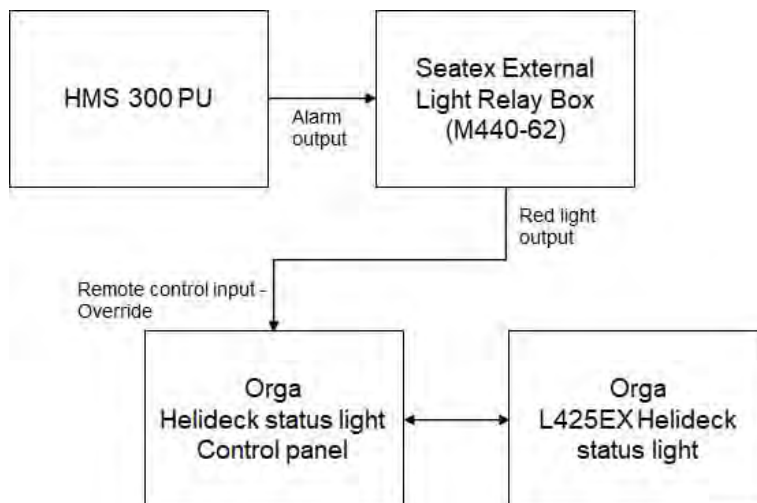 HMS 300 PU
Alarm
output
Seatex External
Light Relay Box
(M440-62)
Red light
output
Remote control input -
Override
Orga
Helideck status light
Control panel
Orga
L425EX Helideck
status light